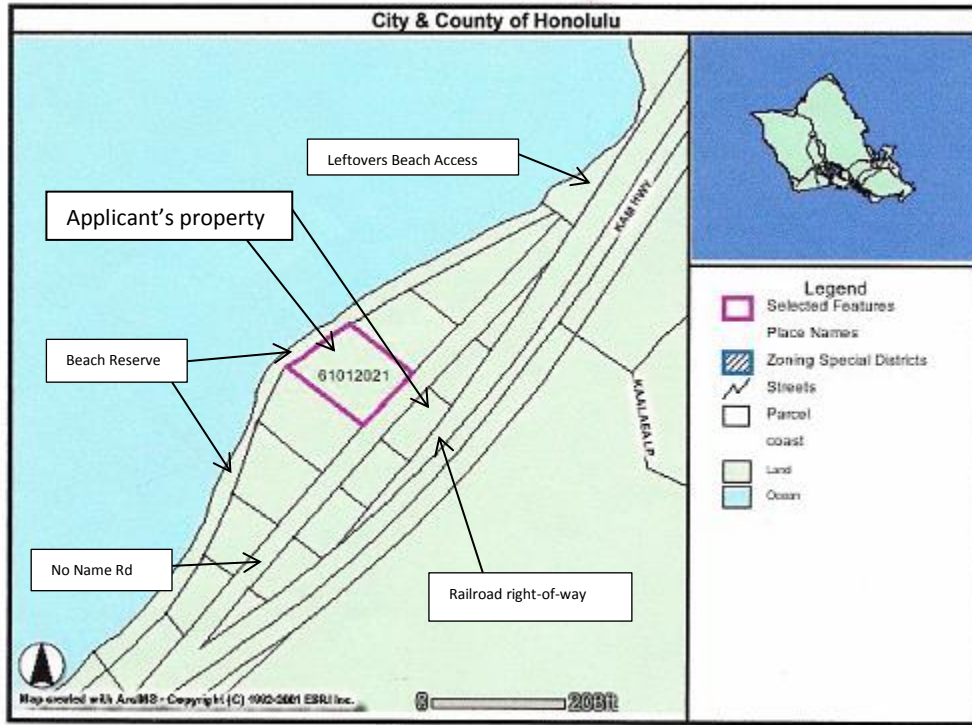 City & County of Honolulu
Leftovers Beach Access
KAM HWY
Applicant's property
Beach Reserve
61012021
KAALAEA LP
No Name Rd
Railroad right-of-way
Map created with ArcIMS - Copyright (C) 1992-2001 ESRI Inc.
0 208ft
Legend
Selected Features
Place Names
Zoning Special Districts
Streets
Parcel
coast
Land
Ocean